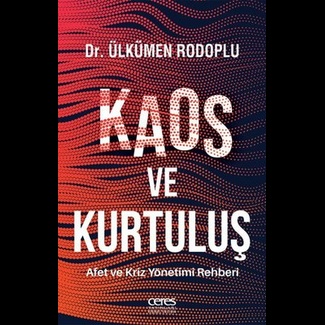 Dr. ÜLKÜMEN RODOPLU
KAOS
VE
KURTULUŞ
Afet ve Kriz Yönetimi Rehberi
ceres